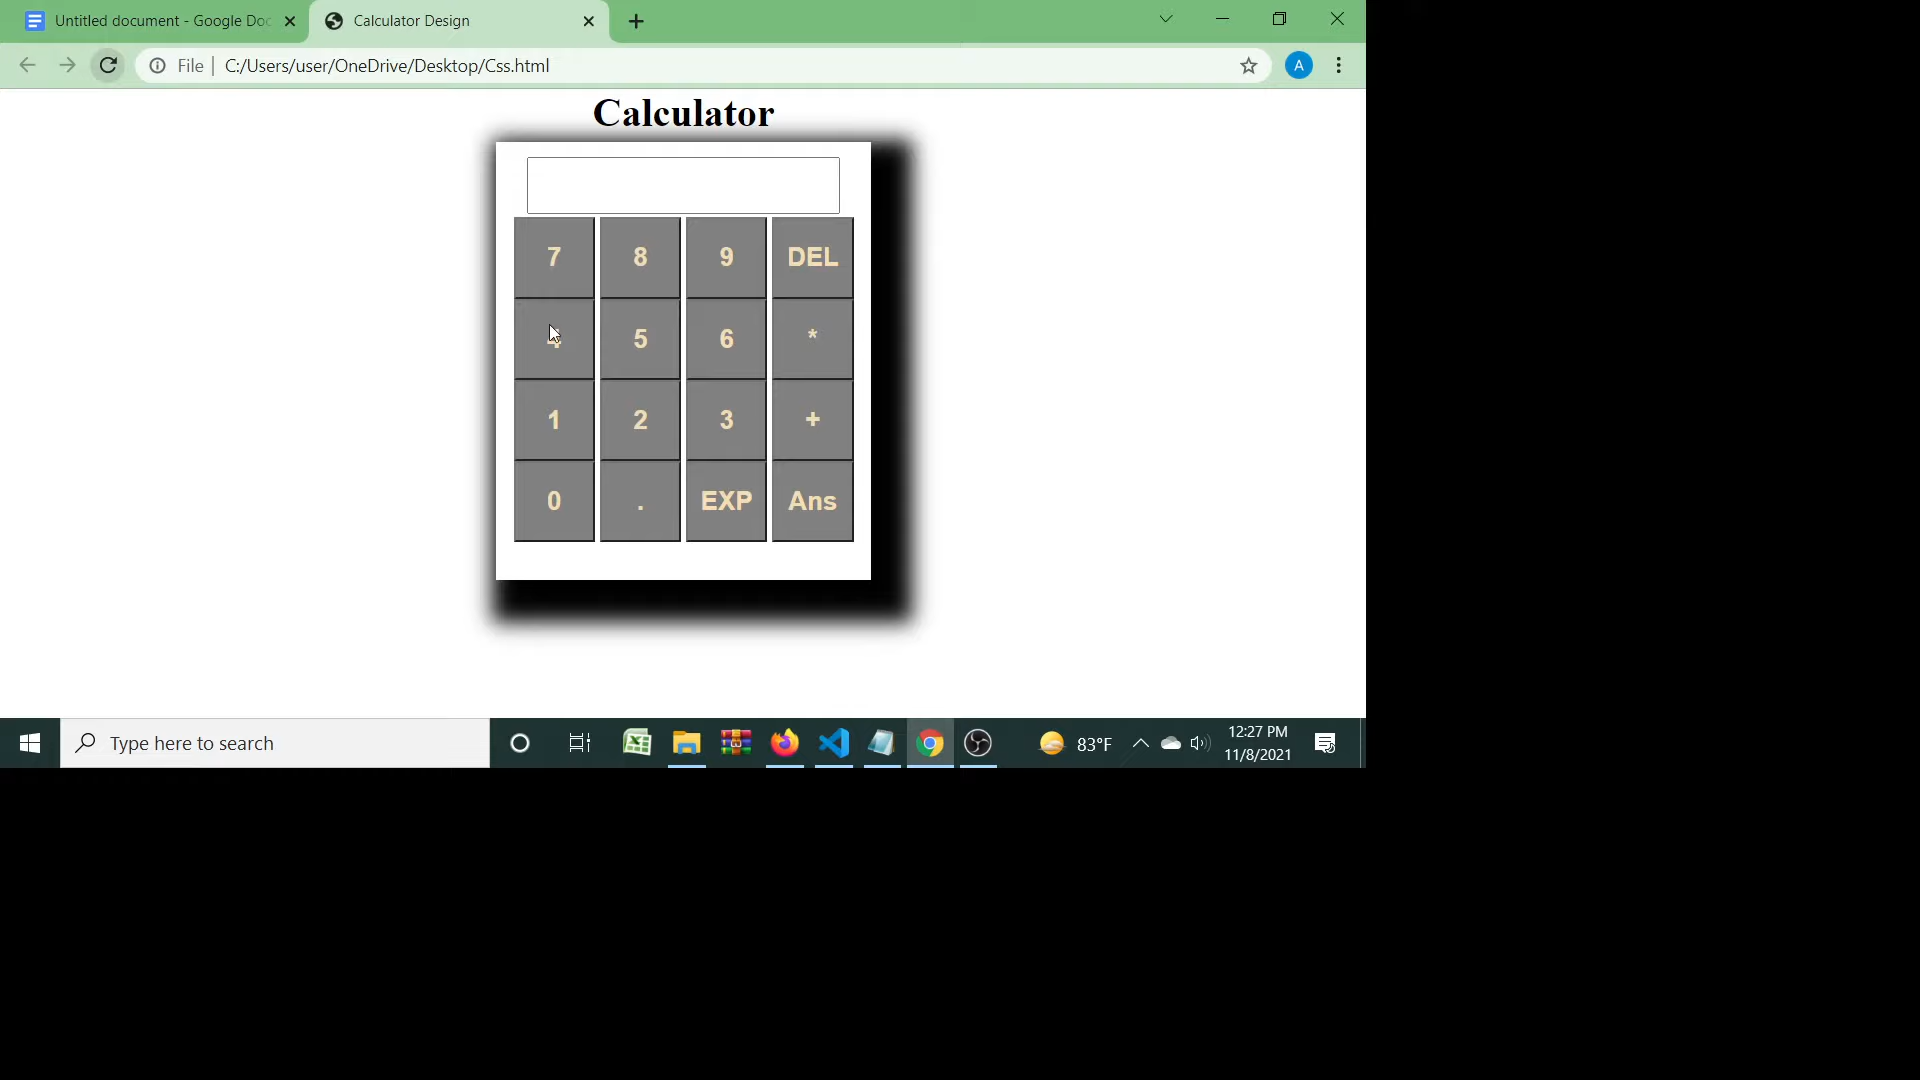 Untitled document - Google Doc
Calculator Design
File | C:/Users/user/OneDrive/Desktop/Css.html
A
Calculator
7 8 9 DEL
4 5 6 *
1 2 3 +
0 . EXP Ans
Type here to search
83°F
12:27 PM
11/8/2021